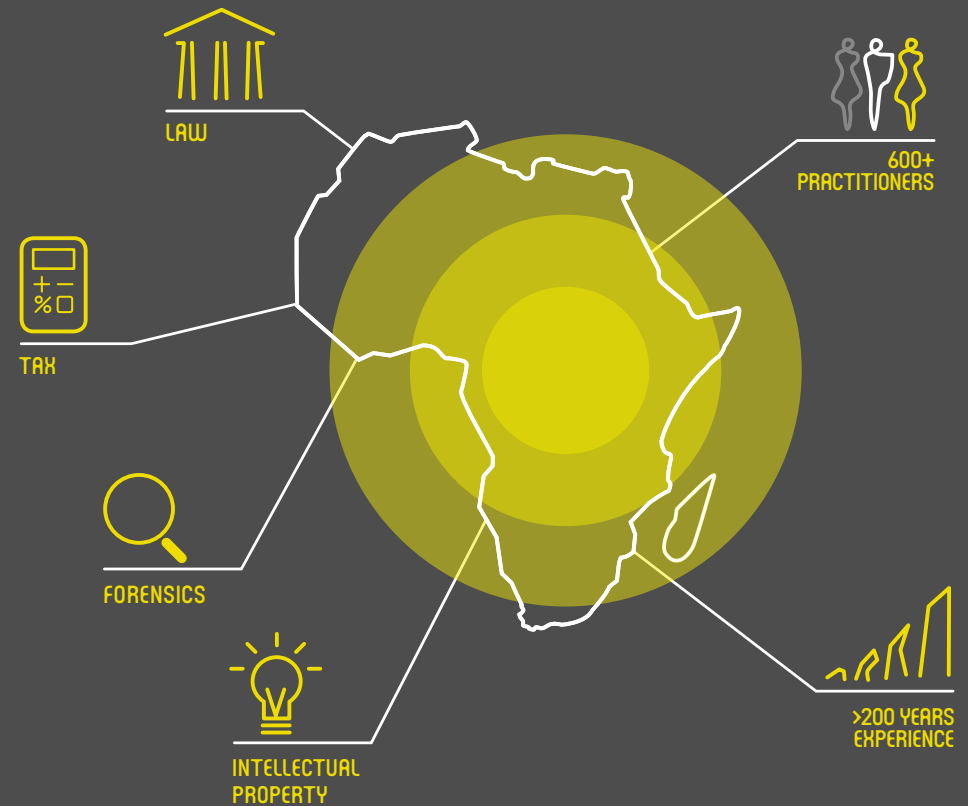 LAW
600+
PRACTITIONERS
TAX
FORENSICS
INTELLECTUAL
PROPERTY
>200 YEARS
EXPERIENCE